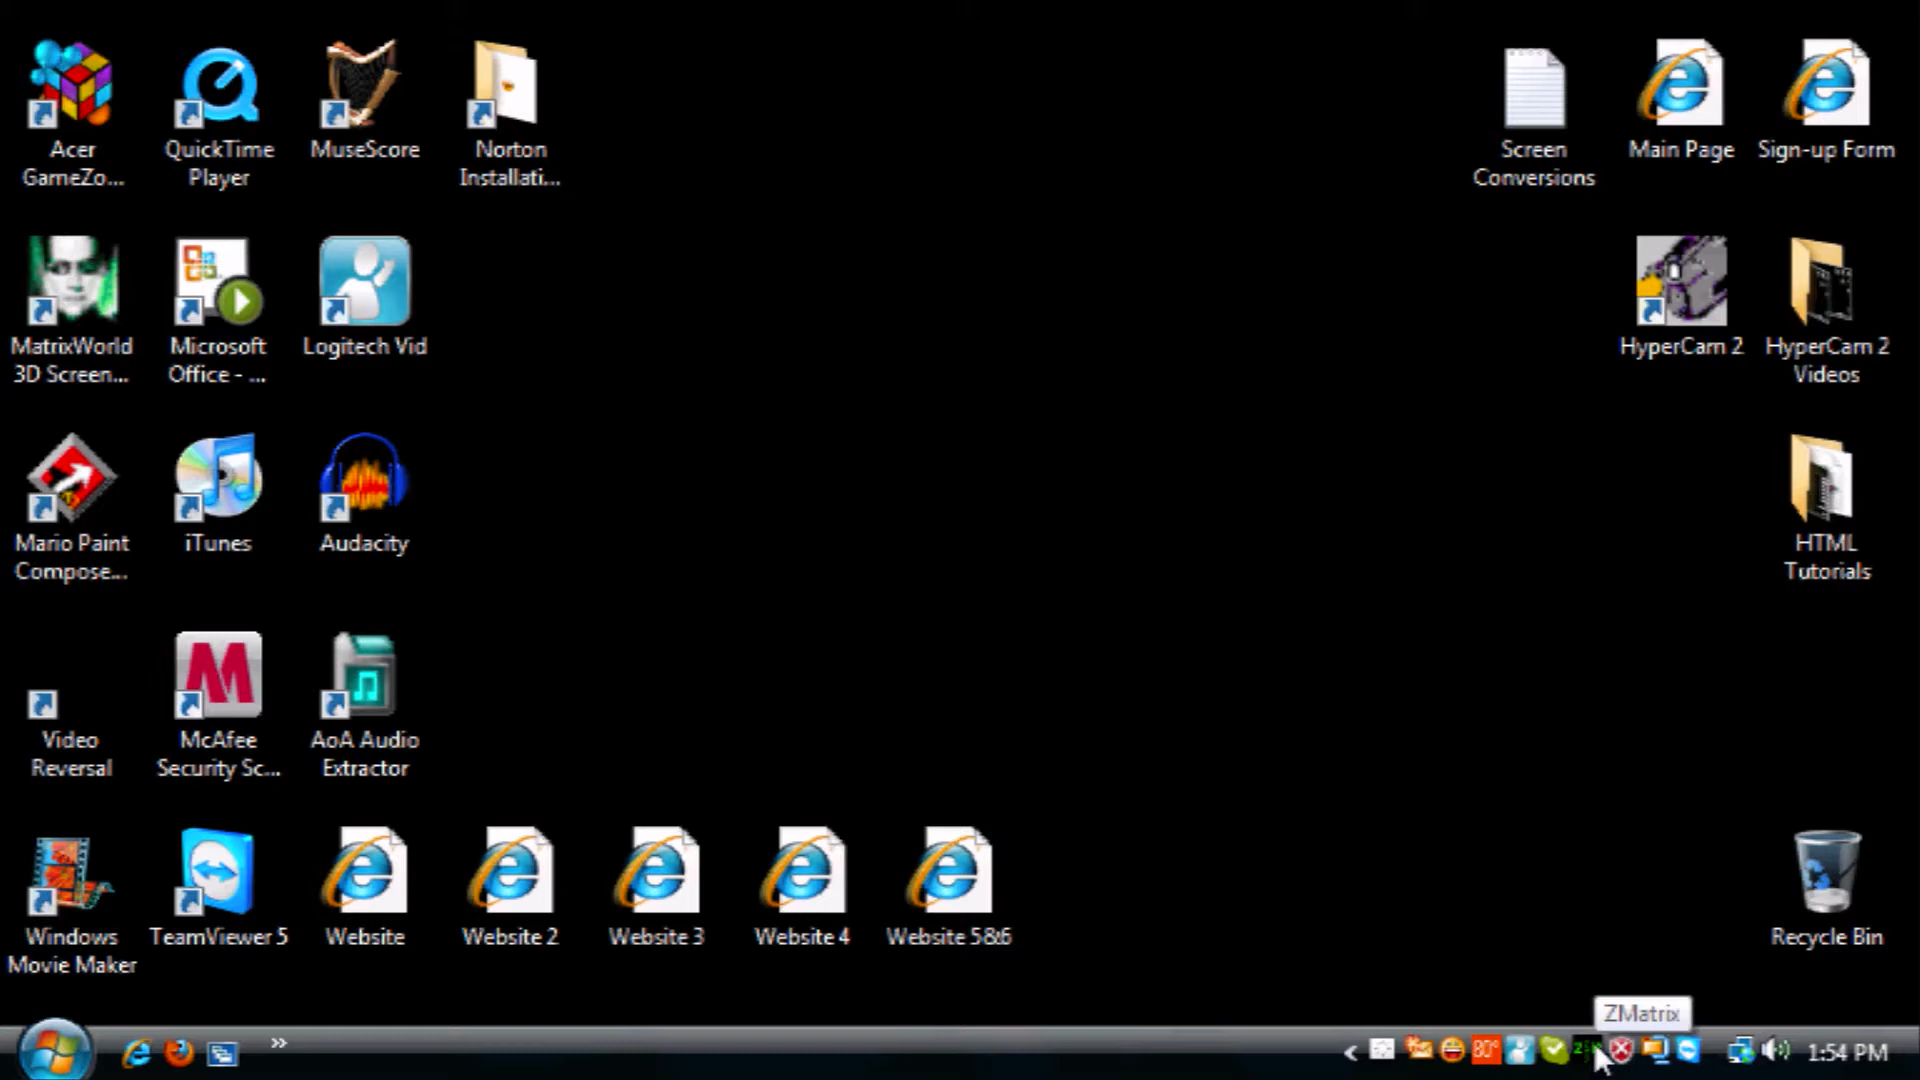 Acer
GameZo...
QuickTime
Player
MuseScore
Norton
Installati...
Screen
Conversions
Main Page
Sign-up Form
MatrixWorld
3D Screen...
Microsoft
Office - ...
Logitech Vid
HyperCam 2
HyperCam 2
Videos
Mario Paint
Compose...
iTunes
Audacity
HTML
Tutorials
Video
Reversal
McAfee
Security Sc...
AoA Audio
Extractor
Windows
Movie Maker
TeamViewer 5
Website
Website 2
Website 3
Website 4
Website 5&6
Recycle Bin
ZMatrix
80°
1:54 PM